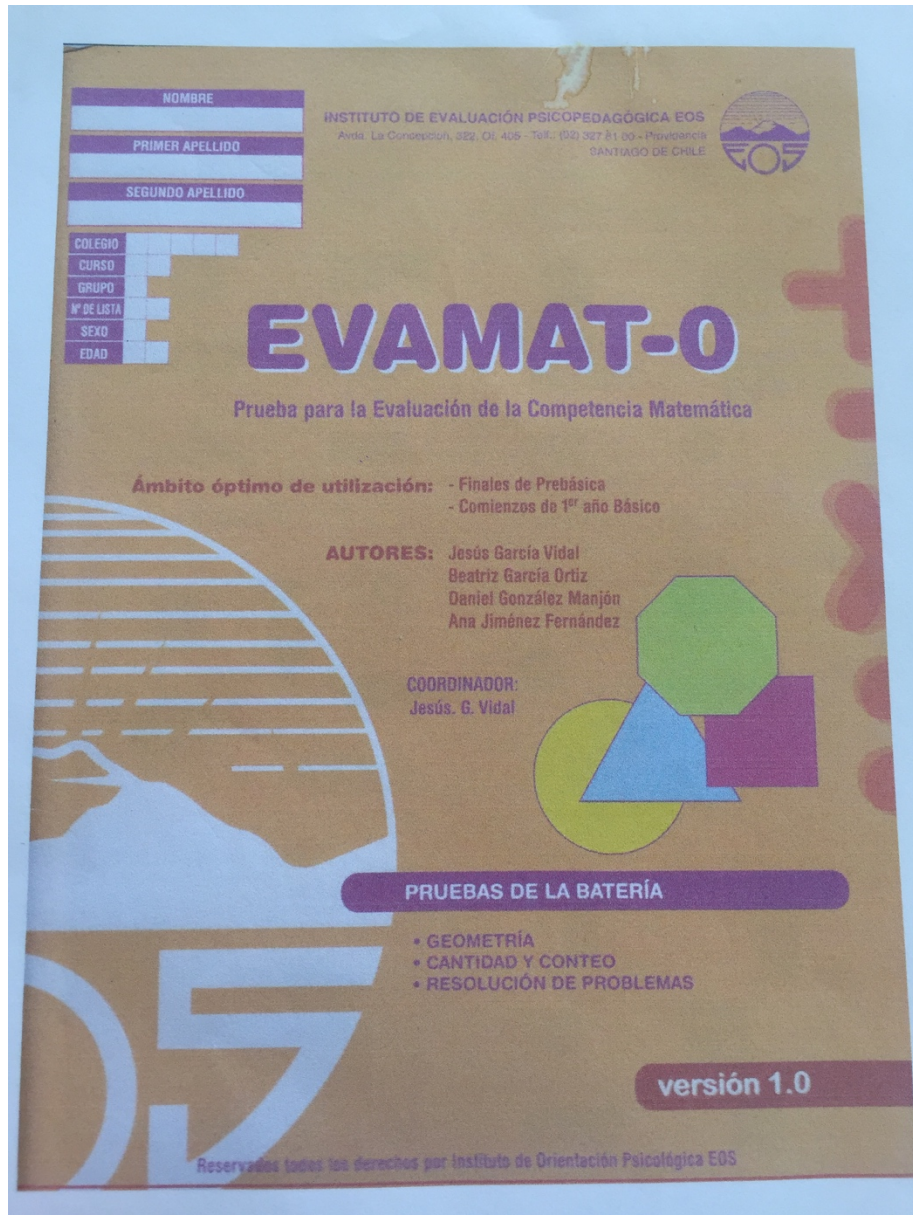 NOMBRE
PRIMER APELLIDO
SEGUNDO APELLIDO
COLEGIO
CURSO
GRUPO
Nº DE LISTA
SEXO
EDAD
INSTITUTO DE EVALUACIÓN PSICOPEDAGÓGICA EOS
Avda. La Concepción, 322, Of. 405 - Telf.: (02) 327 81 00 - Providencia
SANTIAGO DE CHILE
EOS
EVAMAT-0
Prueba para la Evaluación de la Competencia Matemática
Ámbito óptimo de utilización: - Finales de Prebásica
- Comienzos de 1er año Básico
AUTORES: Jesús García Vidal
Beatriz García Ortiz
Daniel González Manjón
Ana Jiménez Fernández
COORDINADOR:
Jesús. G. Vidal
PRUEBAS DE LA BATERÍA
• GEOMETRÍA
• CANTIDAD Y CONTEO
• RESOLUCIÓN DE PROBLEMAS
versión 1.0
Reservados todos los derechos por Instituto de Orientación Psicológica EOS